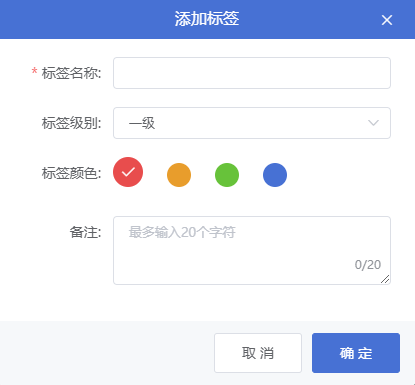 添加标签
* 标签名称:
标签级别: 一级
标签颜色:
备注: 最多输入20个字符
0/20
取 消 确 定